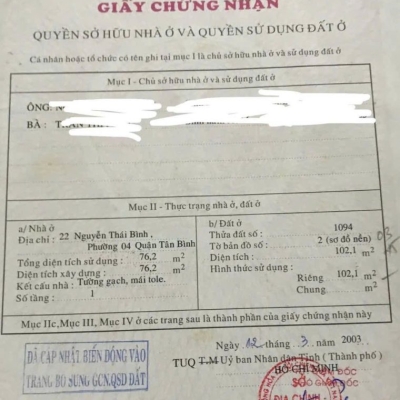 GIẤY CHỨNG NHẬN
QUYỀN SỞ HỮU NHÀ Ở VÀ QUYỀN SỬ DỤNG ĐẤT Ở
Cá nhân hoặc tổ chức có tên ghi tại mục I là chủ sở hữu nhà ở và sử dụng đất ở
Mục I - Chủ sở hữu nhà ở và sử dụng đất ở
ÔNG:
BÀ :
Mục II - Thực trạng nhà ở, đất ở
a/ Nhà ở
Địa chỉ : 22 Nguyễn Thái Bình ,
Phường 04 Quận Tân Bình
Tổng diện tích sử dụng : 76,2 m2
Diện tích xây dựng : 76,2 m2
Kết cấu nhà : Tường gạch, mái tole.
Số tầng : 1
b/ Đất ở
Thửa đất số : 1094
Tờ bản đồ số : 2 (sơ đồ nền)
Diện tích : 102,1 m2
Hình thức sử dụng :
Riêng 102,1 m2
Chung m2
Mục IIc, Mục III, Mục IV ở các trang sau là thành phần của giấy chứng nhận này
Ngày 12 tháng 3 năm 2003
TUQ T.M Uỷ ban Nhân dân Tỉnh ( Thành phố )
HỒ CHÍ MINH
ĐÃ CẬP NHẬT BIẾN ĐỘNG VÀO
TRANG BỔ SUNG GCN.QSD ĐẤT